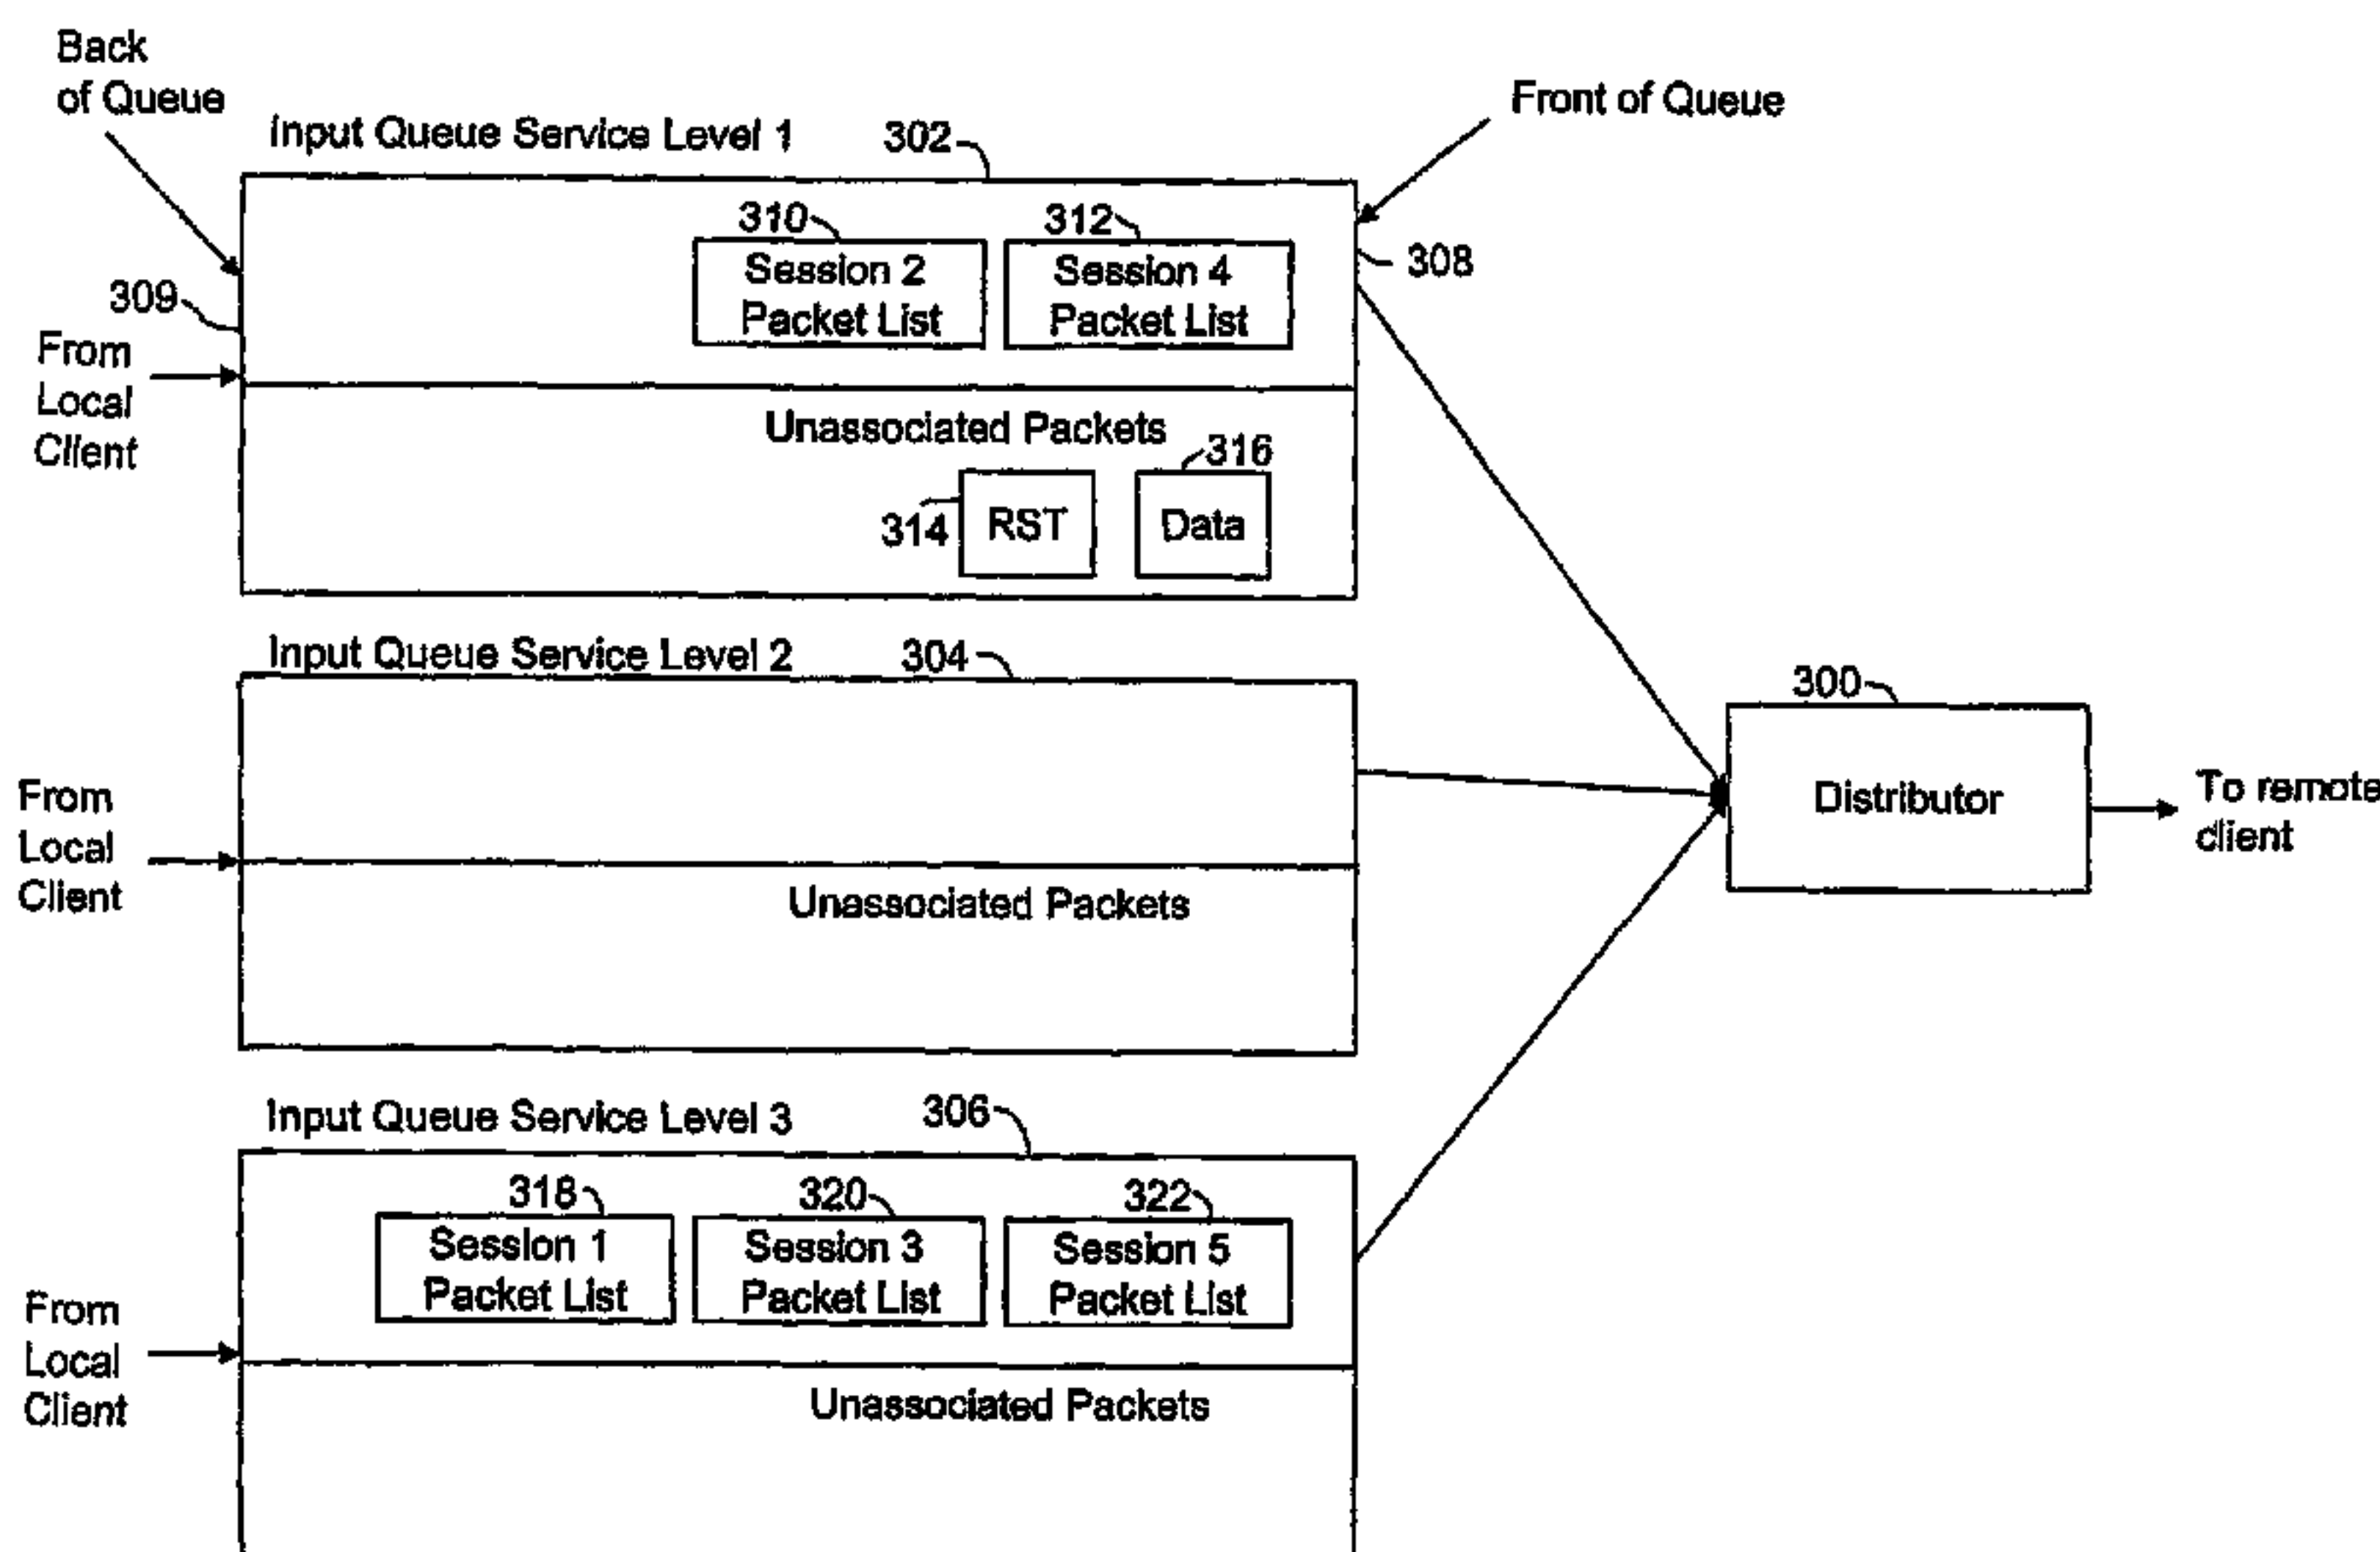 Back
of Queue
Front of Queue
Input Queue Service Level 1
302
310
312
Session 2
Packet List
Session 4
Packet List
308
309
From
Local
Client
Unassociated Packets
316
314
RST
Data
Input Queue Service Level 2
304
300
From
Local
Client
Distributor
To remote
client
Unassociated Packets
Input Queue Service Level 3
306
318
320
322
Session 1
Packet List
Session 3
Packet List
Session 5
Packet List
From
Local
Client
Unassociated Packets